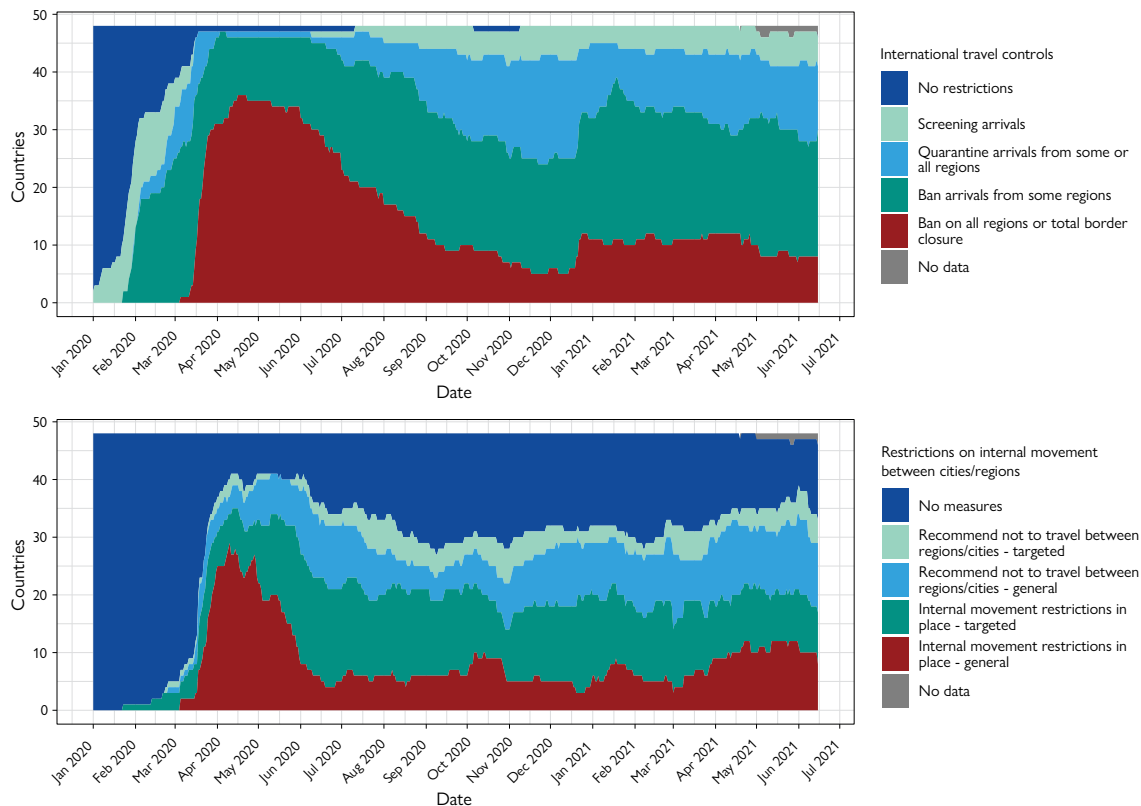 50
40
30
20
10
0
Countries
Jan 2020
Feb 2020
Mar 2020
Apr 2020
May 2020
Jun 2020
Jul 2020
Aug 2020
Sep 2020
Oct 2020
Nov 2020
Dec 2020
Jan 2021
Feb 2021
Mar 2021
Apr 2021
May 2021
Jun 2021
Jul 2021
Date
International travel controls
No restrictions
Screening arrivals
Quarantine arrivals from some or
all regions
Ban arrivals from some regions
Ban on all regions or total border
closure
No data
50
40
30
20
10
0
Countries
Jan 2020
Feb 2020
Mar 2020
Apr 2020
May 2020
Jun 2020
Jul 2020
Aug 2020
Sep 2020
Oct 2020
Nov 2020
Dec 2020
Jan 2021
Feb 2021
Mar 2021
Apr 2021
May 2021
Jun 2021
Jul 2021
Date
Restrictions on internal movement
between cities/regions
No measures
Recommend not to travel between
regions/cities - targeted
Recommend not to travel between
regions/cities - general
Internal movement restrictions in
place - targeted
Internal movement restrictions in
place - general
No data